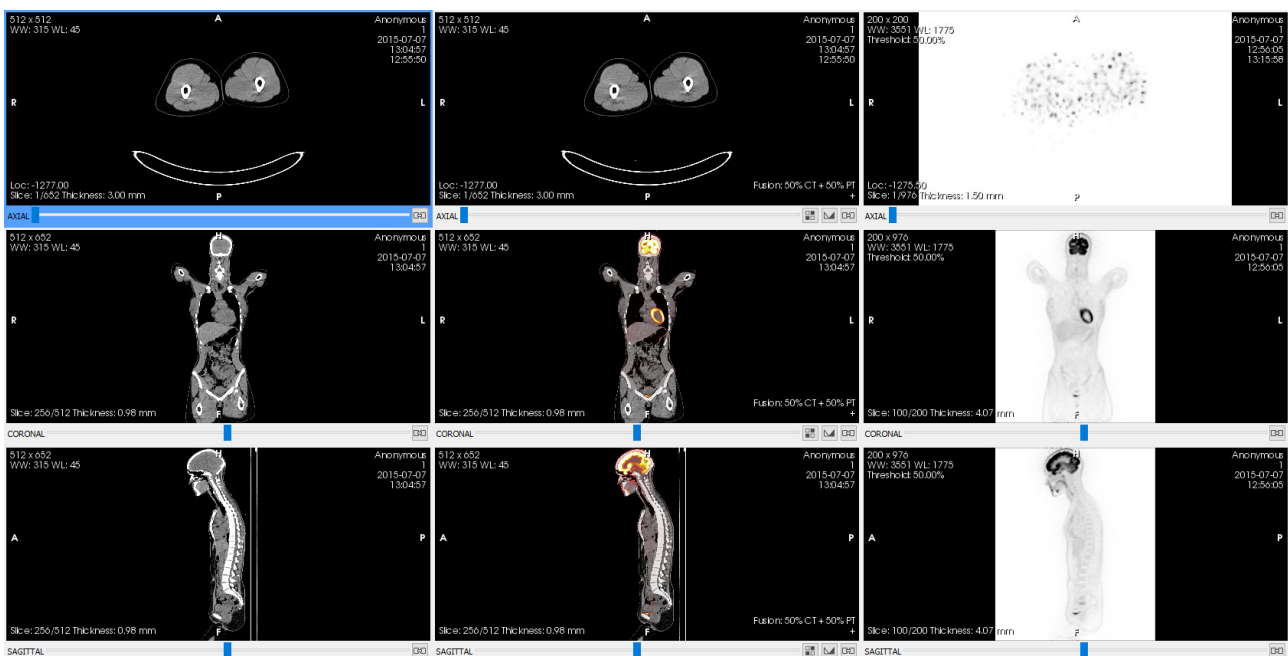 512 x 512
WW: 315 WL: 45
A
Anonymous
1
2015-07-07
13:04:57
12:55:50
R
L
Loc: -1277.00
Slice: 1/652 Thickness: 3.00 mm
P
AXIAL
512 x 512
WW: 315 WL: 45
A
Anonymous
1
2015-07-07
13:04:57
12:55:50
R
L
Loc: -1277.00
Slice: 1/652 Thickness: 3.00 mm
P
Fusion: 50% CT + 50% PT
+
AXIAL
200 x 200
WW: 3551 WL: 1775
Threshold: 50.00%
A
Anonymous
1
2015-07-07
12:56:05
13:15:58
R
L
Loc: -1275.50
Slice: 1/976 Thickness: 1.50 mm
P
AXIAL
512 x 652
WW: 315 WL: 45
H
Anonymous
1
2015-07-07
13:04:57
R
L
Slice: 256/512 Thickness: 0.98 mm
F
CORONAL
512 x 652
WW: 315 WL: 45
H
Anonymous
1
2015-07-07
13:04:57
R
L
Slice: 256/512 Thickness: 0.98 mm
F
Fusion: 50% CT + 50% PT
+
CORONAL
200 x 976
WW: 3551 WL: 1775
Threshold: 50.00%
H
Anonymous
1
2015-07-07
12:56:05
R
L
Slice: 100/200 Thickness: 4.07 mm
F
CORONAL
512 x 652
WW: 315 WL: 45
H
Anonymous
1
2015-07-07
13:04:57
A
P
Slice: 256/512 Thickness: 0.98 mm
F
SAGITTAL
512 x 652
WW: 315 WL: 45
H
Anonymous
1
2015-07-07
13:04:57
A
P
Slice: 256/512 Thickness: 0.98 mm
F
Fusion: 50% CT + 50% PT
+
SAGITTAL
200 x 976
WW: 3551 WL: 1775
Threshold: 50.00%
H
Anonymous
1
2015-07-07
12:56:05
A
P
Slice: 100/200 Thickness: 4.07 mm
F
SAGITTAL